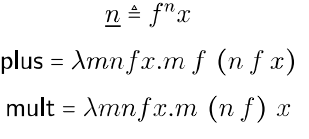 n ≜ fⁿx
plus = λmnfx.m f (n f x)
mult = λmnfx.m (n f) x